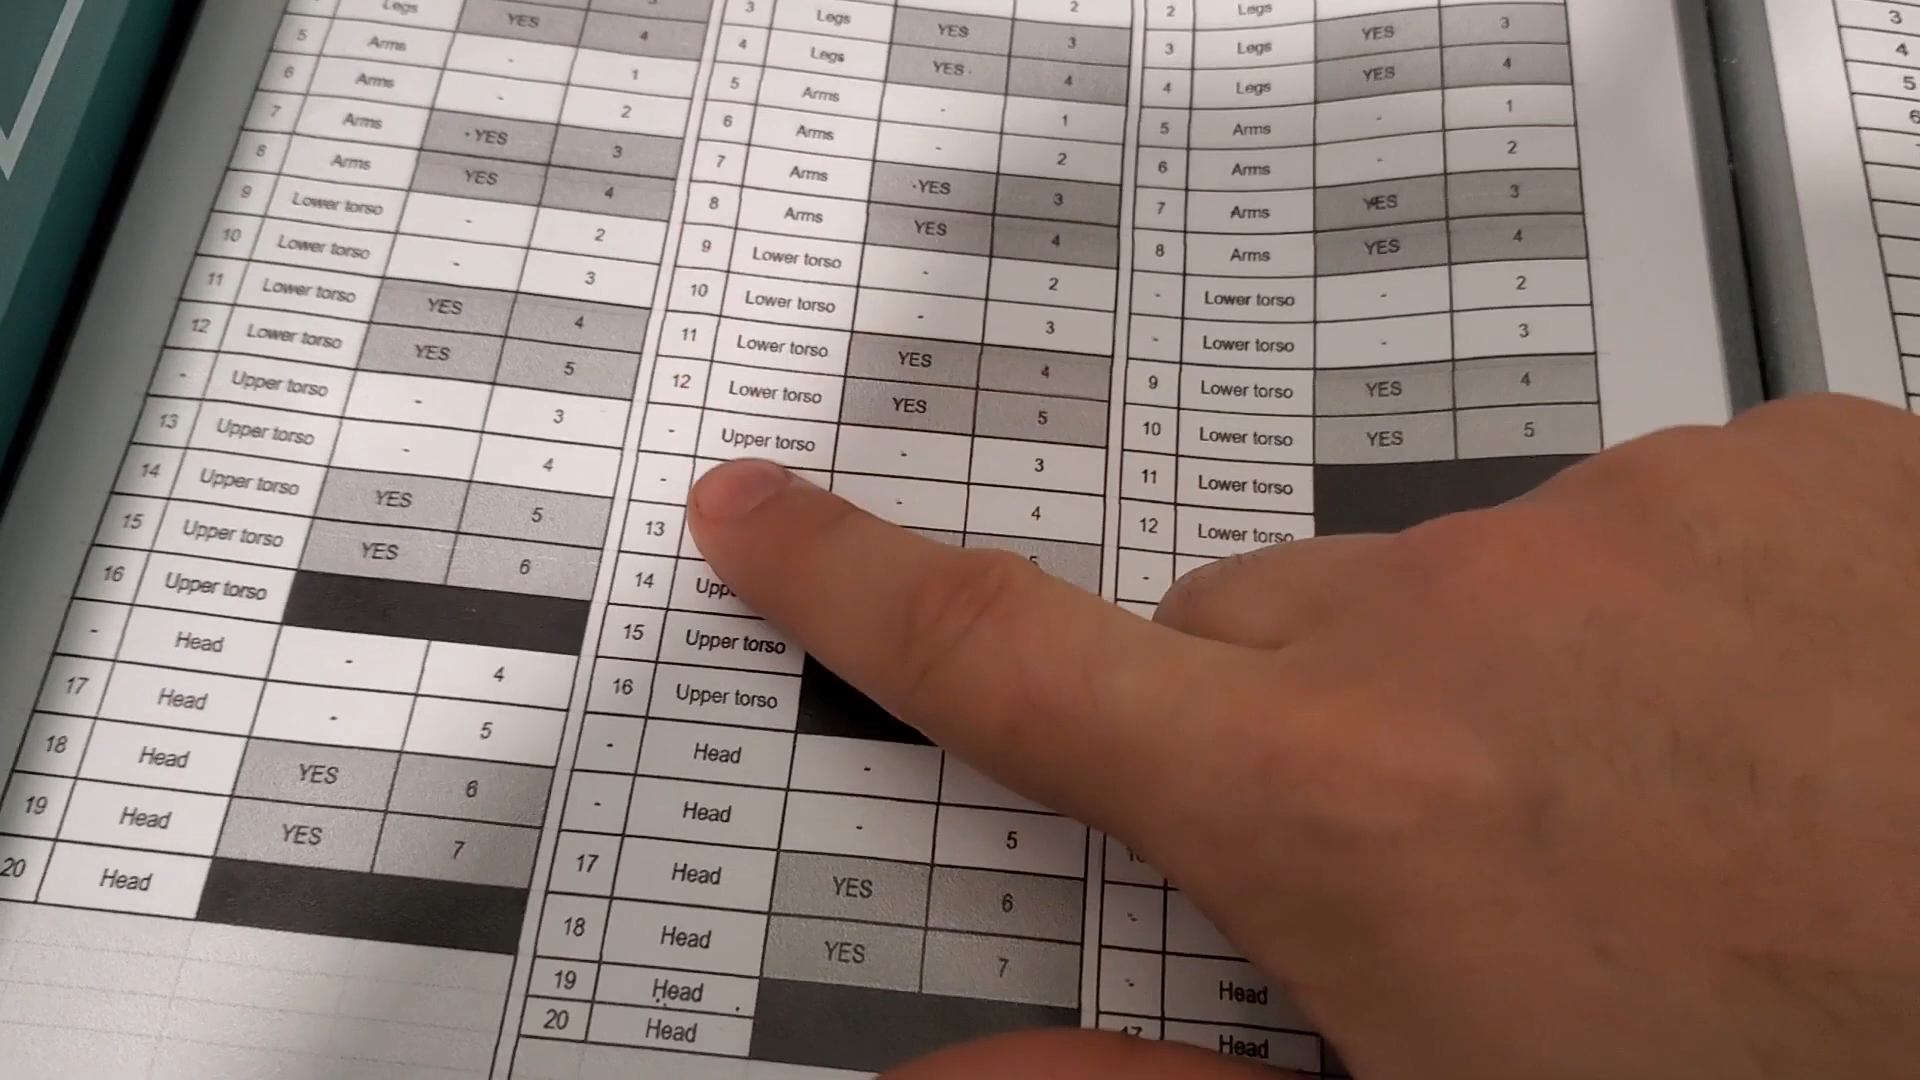 Legs YES 4
5 Arms - 1
6 Arms - 2
7 Arms YES 3
8 Arms YES 4
9 Lower torso - 2
10 Lower torso - 3
11 Lower torso YES 4
12 Lower torso YES 5
- Upper torso - 3
13 Upper torso - 4
14 Upper torso YES 5
15 Upper torso YES 6
16 Upper torso
- Head - 4
17 Head - 5
18 Head YES 6
19 Head YES 7
20 Head
2
3 Legs YES 3
4 Legs YES 4
5 Arms - 1
6 Arms - 2
7 Arms YES 3
8 Arms YES 4
9 Lower torso - 2
10 Lower torso - 3
11 Lower torso YES 4
12 Lower torso YES 5
- Upper torso - 3
- - 4
13
14
15 Upper torso
16 Upper torso
- Head -
- Head - 5
17 Head YES 6
18 Head YES 7
19 Head
20 Head
2 Legs
3 Legs YES 3
4 Legs YES 4
5 Arms - 1
6 Arms - 2
7 Arms YES 3
8 Arms YES 4
- Lower torso - 2
- Lower torso - 3
9 Lower torso YES 4
10 Lower torso YES 5
11 Lower torso
12 Lower torso
-
-
- Head
17 Head
3
4
5
6